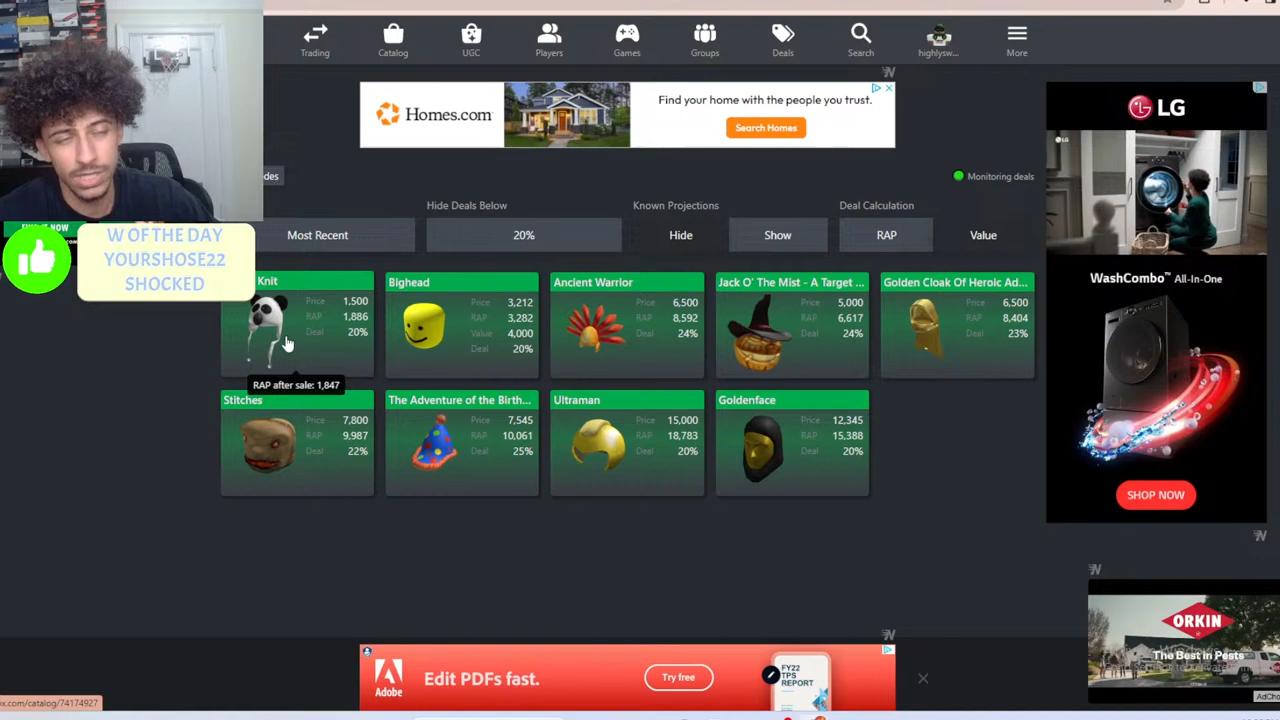 Trading
Catalog
UGC
Players
Games
Groups
Deals
Search
highlysw...
More
Homes.com
Find your home with the people you trust.
Search Homes
LG
LG
des
Monitoring deals
Hide Deals Below
Known Projections
Deal Calculation
Most Recent
20%
Hide
Show
RAP
Value
W OF THE DAY
YOURSHOSE22
SHOCKED
Knit
Price 1,500
RAP 1,886
Deal 20%
RAP after sale: 1,847
Bighead
Price 3,212
RAP 3,282
Value 4,000
Deal 20%
Ancient Warrior
Price 6,500
RAP 8,592
Deal 24%
Jack O' The Mist - A Target ...
Price 5,000
RAP 6,617
Deal 24%
Golden Cloak Of Heroic Ad...
Price 6,500
RAP 8,404
Deal 23%
Stitches
Price 7,800
RAP 9,987
Deal 22%
The Adventure of the Birth...
Price 7,545
RAP 10,061
Deal 25%
Ultraman
Price 15,000
RAP 18,783
Deal 20%
Goldenface
Price 12,345
RAP 15,388
Deal 20%
WashCombo™ All-In-One
SHOP NOW
ORKIN
The Best in Pests
AdCho
Adobe
Edit PDFs fast.
Try free
FY22
TPS
REPORT
ox.com/catalog/74174927